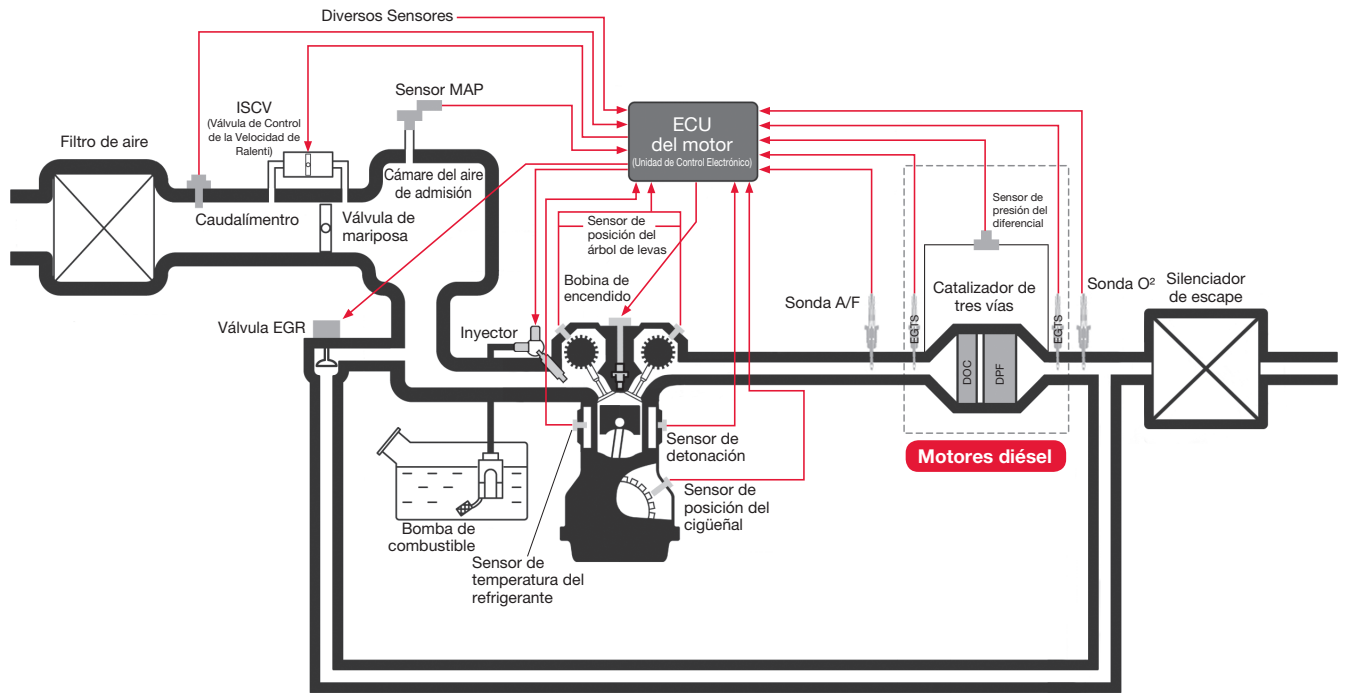 Diversos Sensores
Sensor MAP
ISCV
(Válvula de Control
de la Velocidad de
Ralenti)
Filtro de aire
ECU
del motor
(Unidad de Control Electrónico)
Cámare del aire
de admisión
Caudalímentro
Válvula de
mariposa
Sensor de
posición del
árbol de levas
Sensor de
presión del
diferencial
Bobina de
encendido
Sonda A/F
EGTS
Catalizador de
tres vías
EGTS
Sonda O²
Silenciador
de escape
Válvula EGR
Inyector
DOC
DPF
Motores diésel
Sensor de
detonación
Sensor de
posición del
cigüeñal
Bomba de
combustible
Sensor de
temperatura del
refrigerante